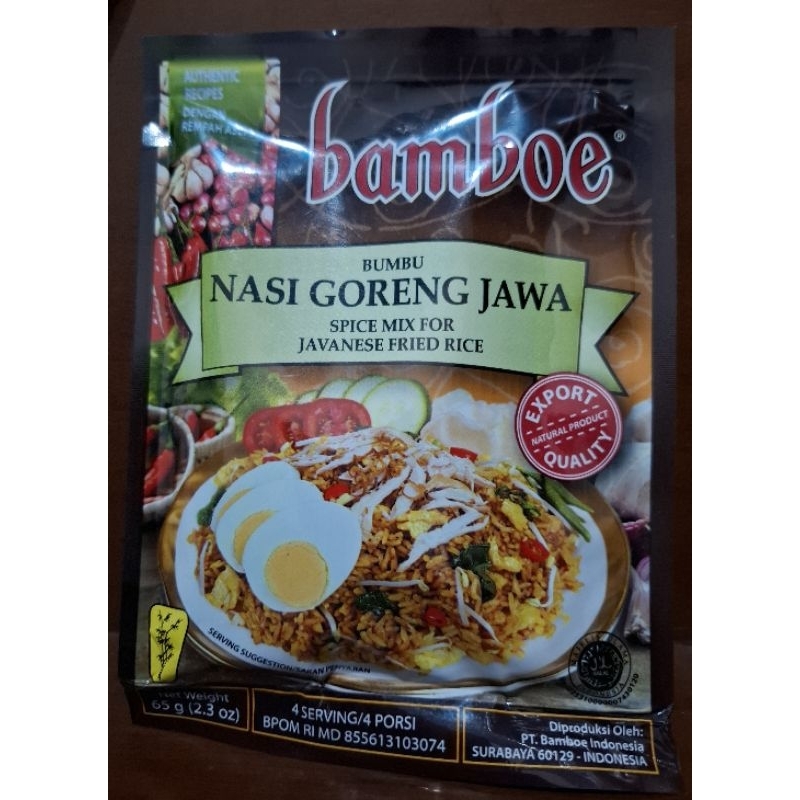 AUTHENTIC
RECIPES
DENGAN
REMPAH ASLI
bamboe®
BUMBU
NASI GORENG JAWA
SPICE MIX FOR
JAVANESE FRIED RICE
EXPORT
NATURAL PRODUCT
QUALITY
SERVING SUGGESTION/SARAN PENYAJIAN
Net Weight
65 g (2.3 oz)
4 SERVING/4 PORSI
BPOM RI MD 855613103074
Diproduksi Oleh:
PT. Bamboe Indonesia
SURABAYA 60129 - INDONESIA